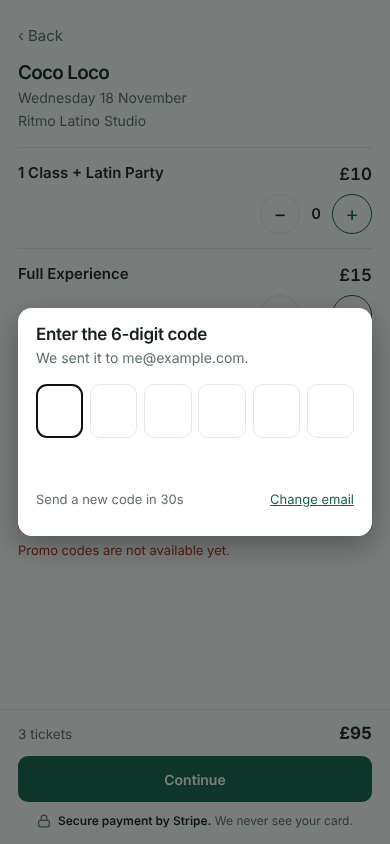 ‹ Back
Coco Loco
Wednesday 18 November
Ritmo Latino Studio
1 Class + Latin Party £10
− 0 +
Full Experience £15
Enter the 6-digit code
We sent it to me@example.com.
Send a new code in 30s Change email
Promo codes are not available yet.
3 tickets £95
Continue
Secure payment by Stripe. We never see your card.